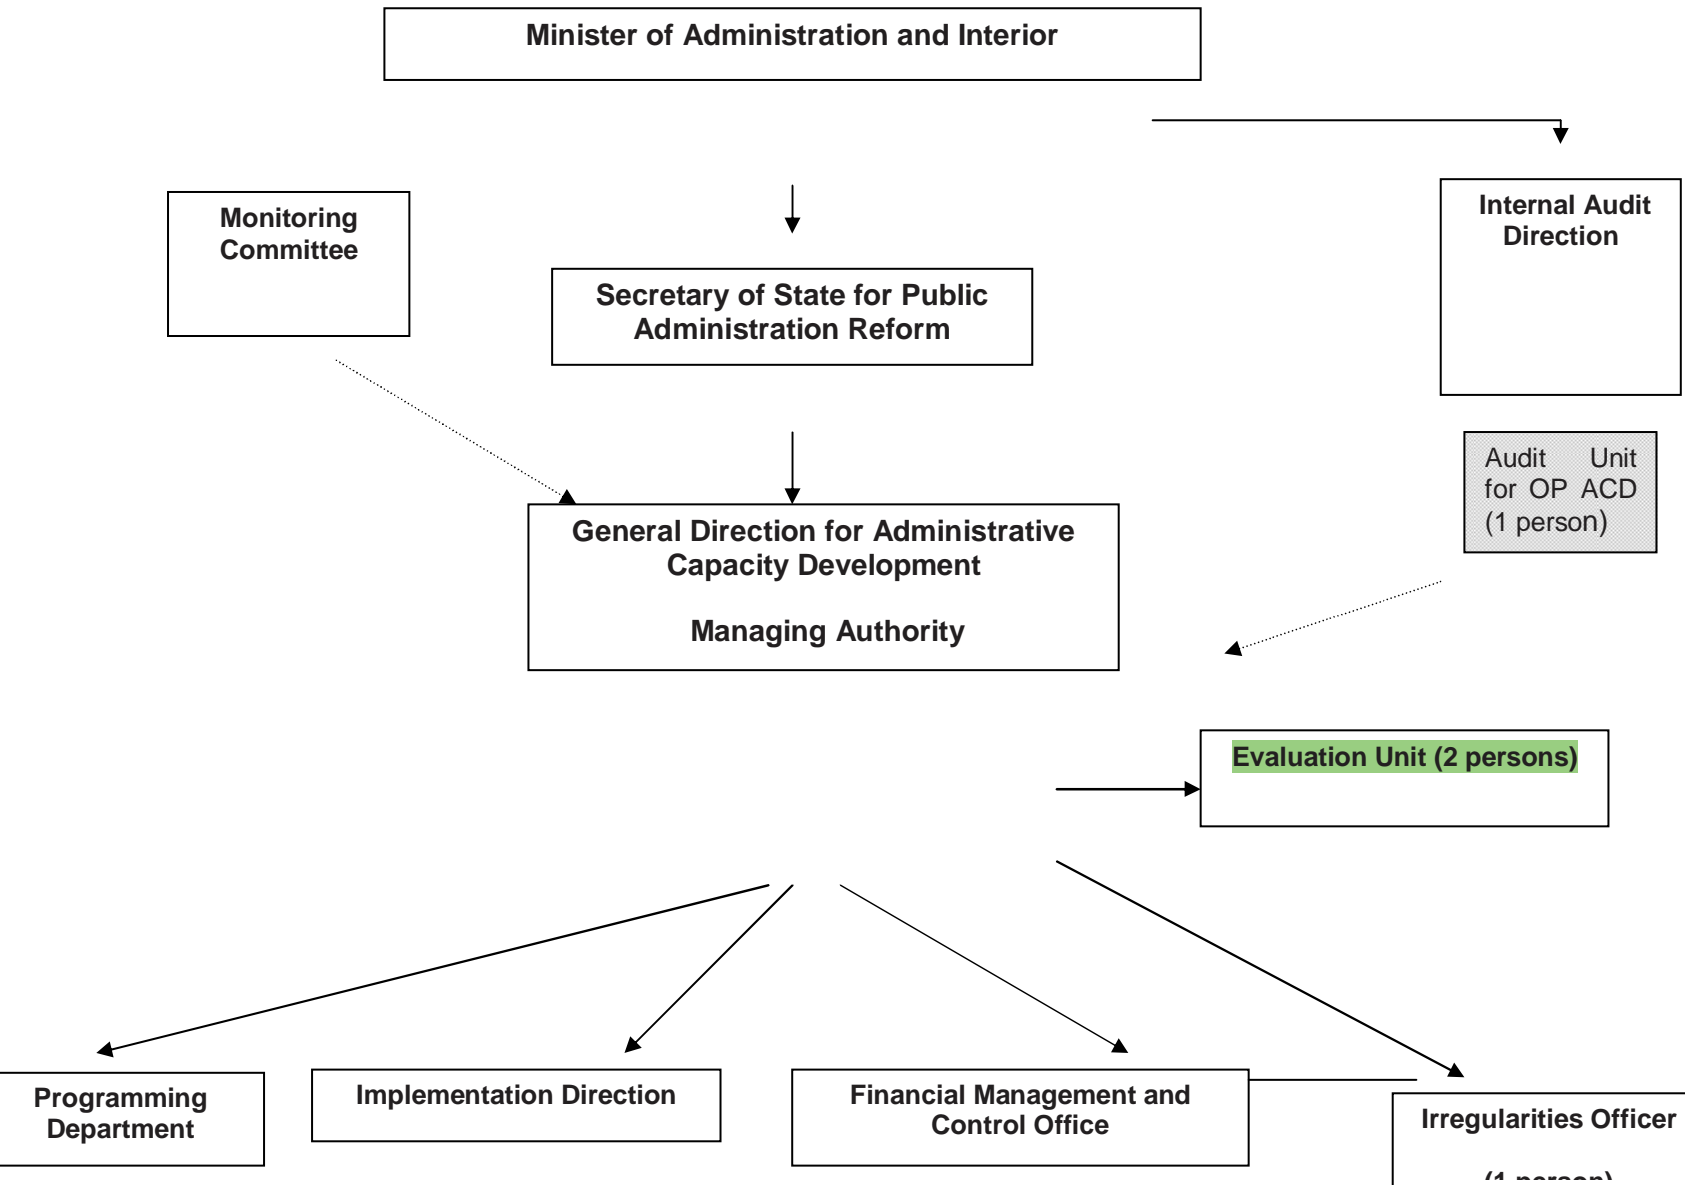 Minister of Administration and Interior
Monitoring
Committee
Internal Audit
Direction
Secretary of State for Public
Administration Reform
Audit Unit
for OP ACD
(1 person)
General Direction for Administrative
Capacity Development
Managing Authority
Evaluation Unit (2 persons)
Programming
Department
Implementation Direction
Financial Management and
Control Office
Irregularities Officer
(1 person)